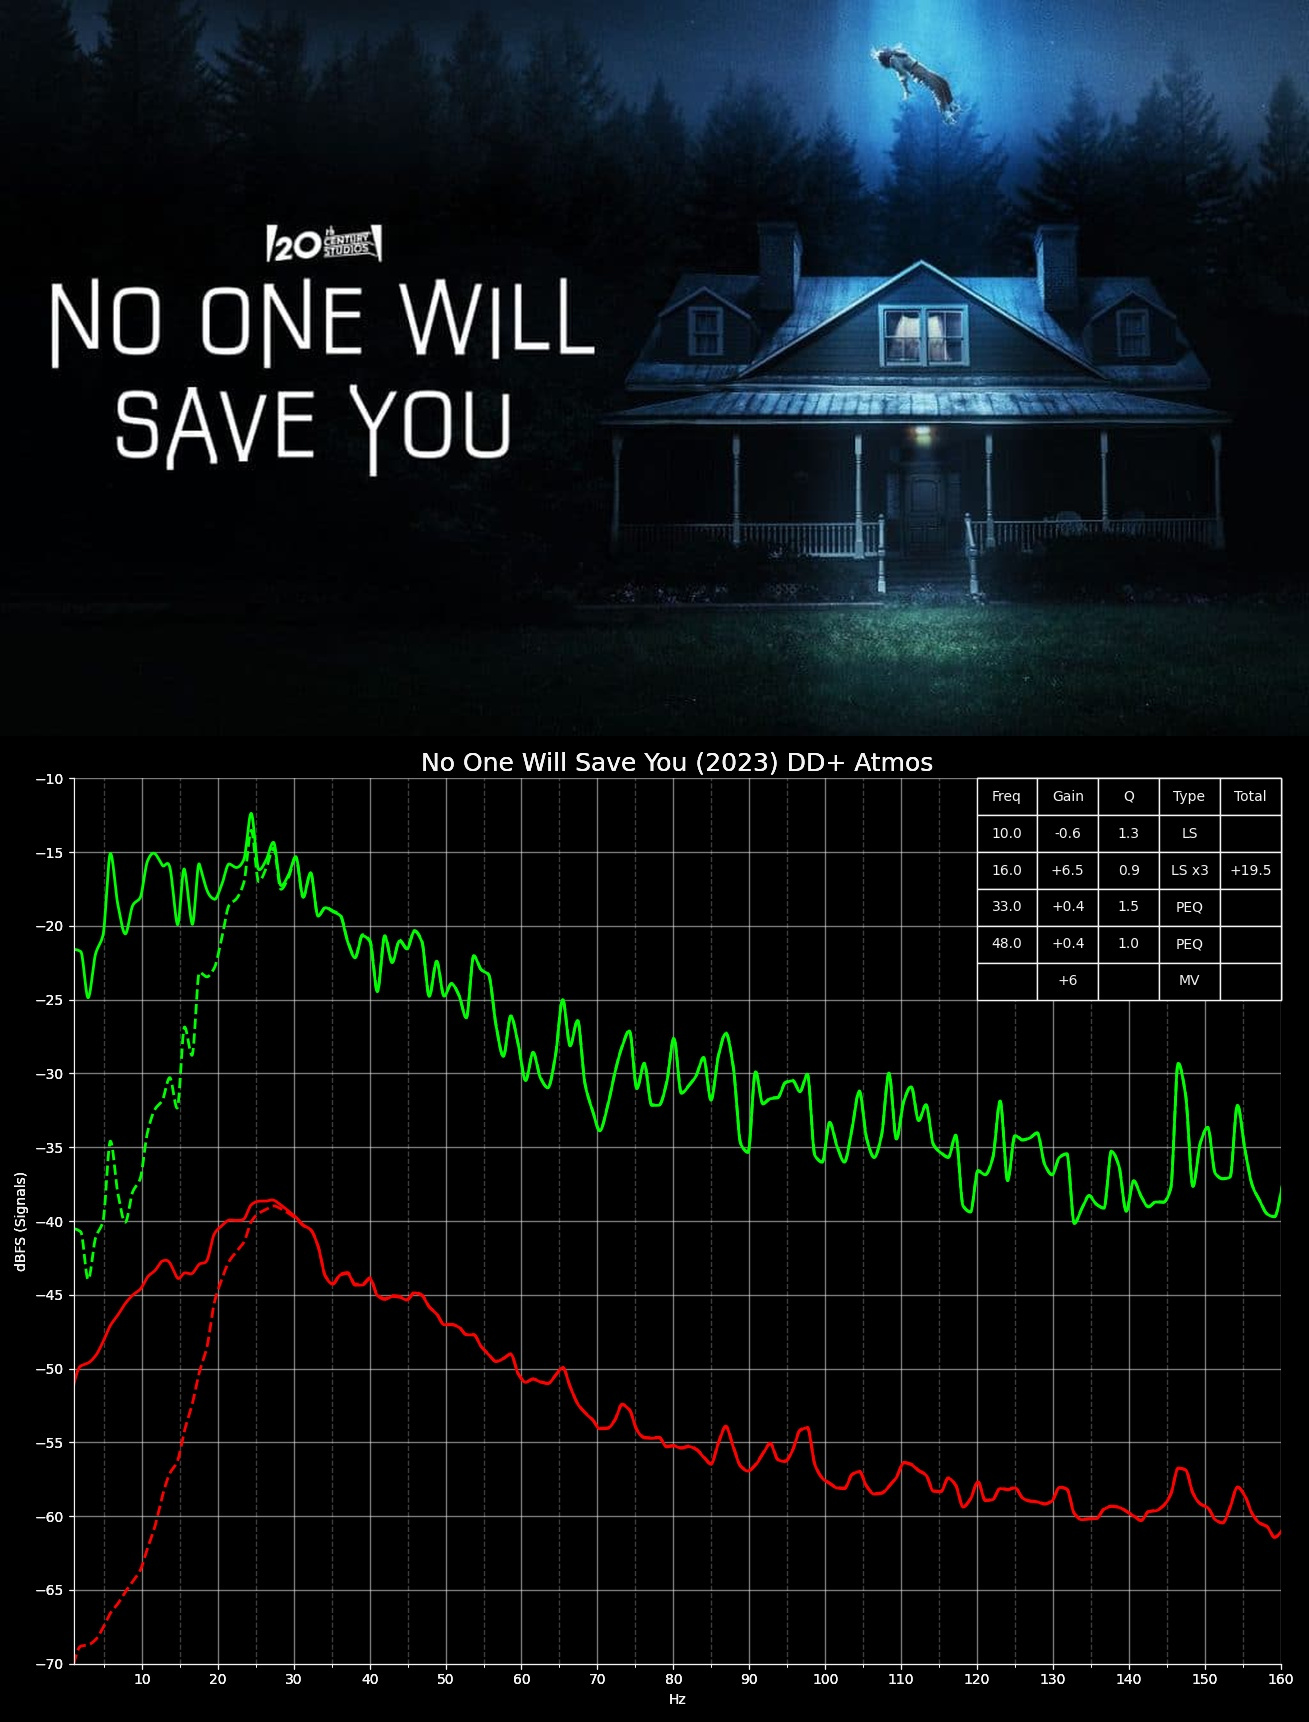 20th
CENTURY
STUDIOS
NO ONE WILL
SAVE YOU
No One Will Save You (2023) DD+ Atmos
Freq Gain Q Type Total
10.0 -0.6 1.3 LS
16.0 +6.5 0.9 LS x3 +19.5
33.0 +0.4 1.5 PEQ
48.0 +0.4 1.0 PEQ
+6 MV
−10
−15
−20
−25
−30
−35
−40
−45
−50
−55
−60
−65
−70
dBFS (Signals)
10 20 30 40 50 60 70 80 90 100 110 120 130 140 150 160
Hz